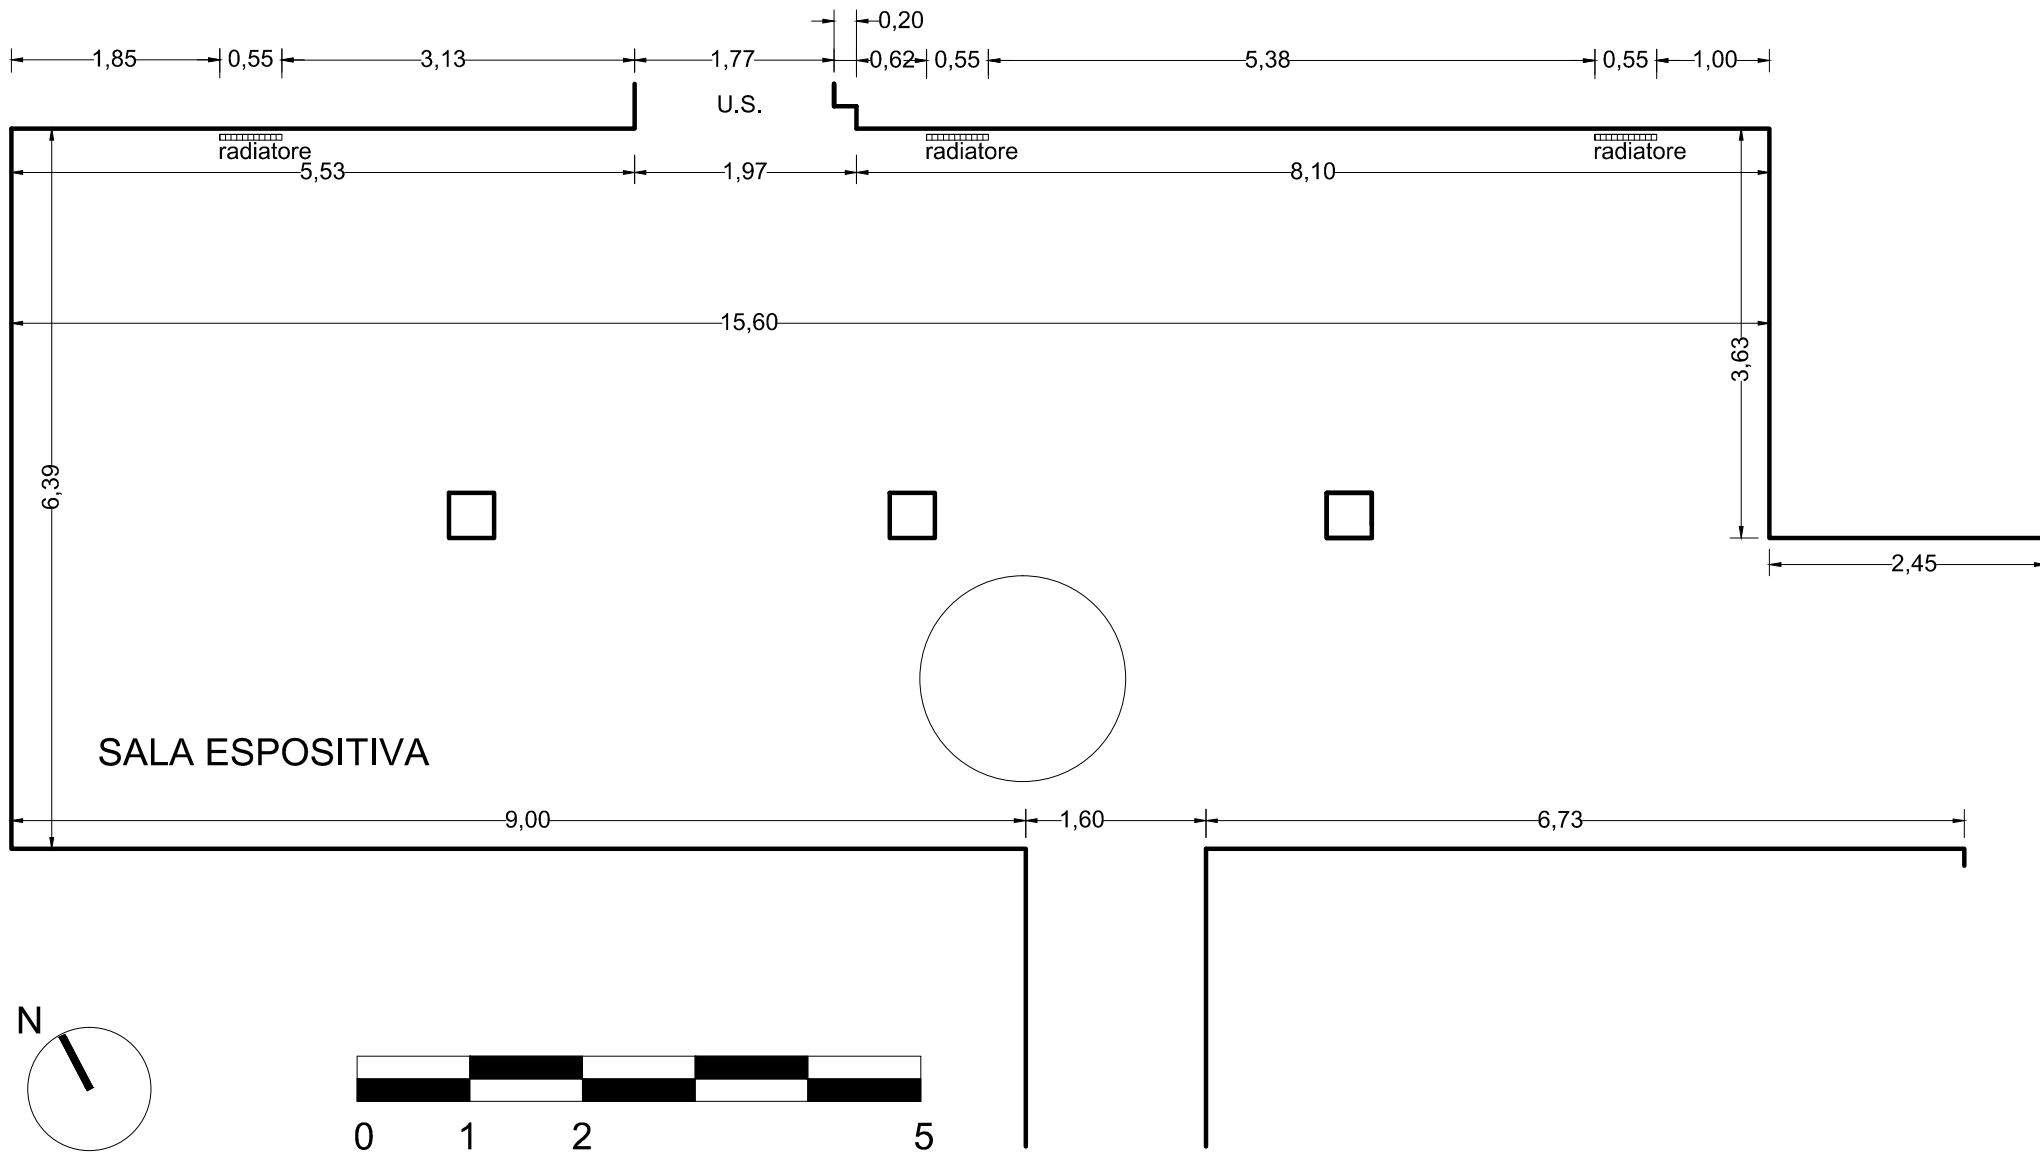 0,20
1,85 0,55 3,13 1,77 0,62 0,55 5,38 0,55 1,00
U.S.
radiatore radiatore radiatore
5,53 1,97 8,10
15,60
3,63
6,39
2,45
SALA ESPOSITIVA
9,00 1,60 6,73
N
0 1 2 5